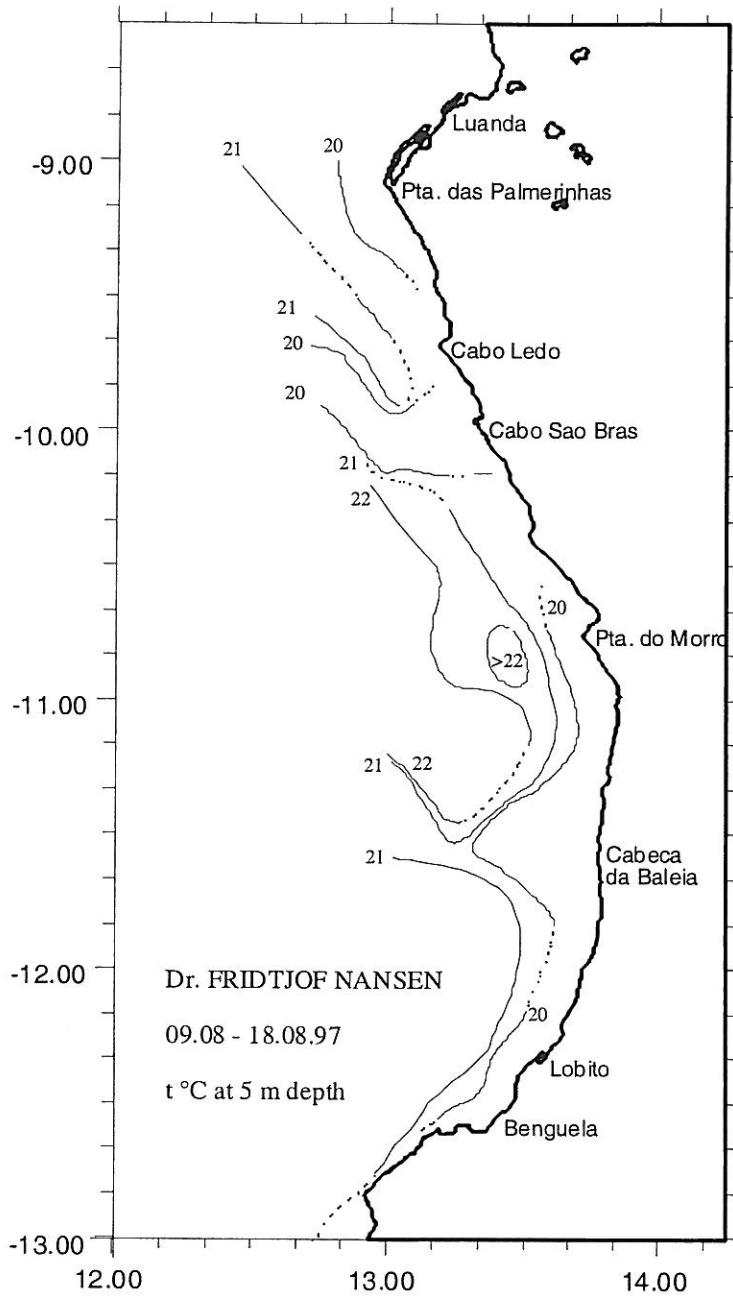 Luanda
20
21
-9.00
Pta. das Palmerinhas
21
20
Cabo Ledo
20
-10.00
Cabo Sao Bras
21
22
20
Pta. do Morro
>22
-11.00
22
21
21
Cabeca
da Baleia
-12.00
Dr. FRIDTJOF NANSEN
20
09.08 - 18.08.97
Lobito
t °C at 5 m depth
Benguela
-13.00
12.00
13.00
14.00